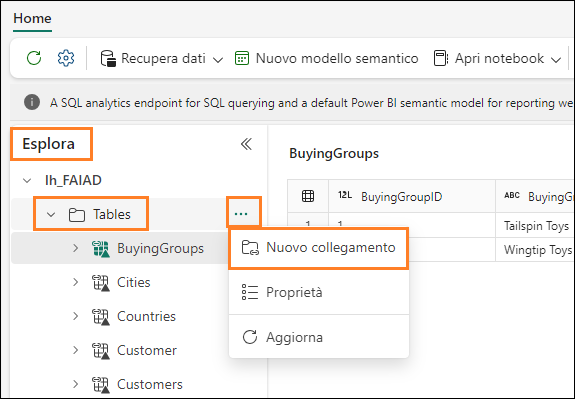 Home
Recupera dati Nuovo modello semantico Apri notebook
A SQL analytics endpoint for SQL querying and a default Power BI semantic model for reporting we
Esplora
BuyingGroups
lh_FAIAD
12L BuyingGroupID ABC BuyingG
Tables ...
1 1 Tailspin Toys
BuyingGroups
Nuovo collegamento
Wingtip Toys
Cities
Proprietà
Countries
Aggiorna
Customer
Customers